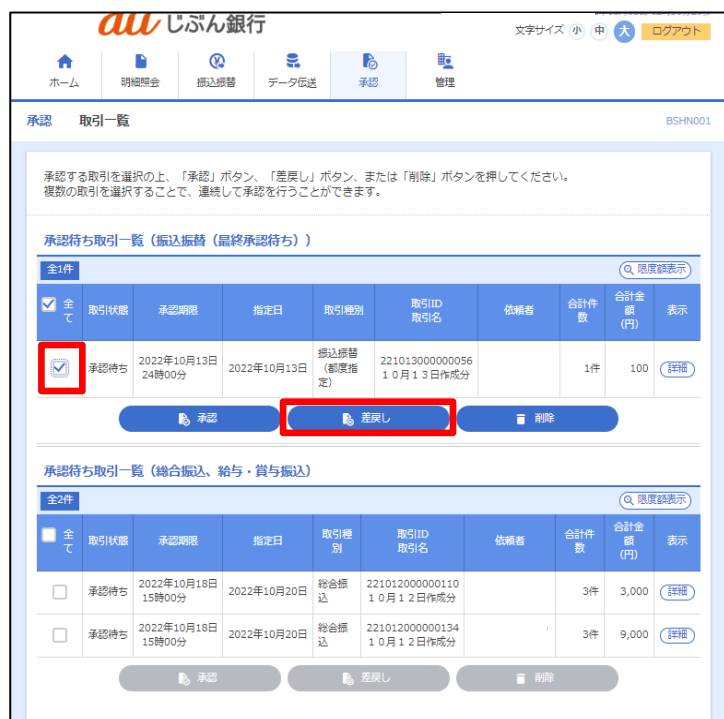 au じぶん銀行
文字サイズ 小 中 大 ログアウト
ホーム 明細照会 振込振替 データ伝送 承認 管理
承認 取引一覧 BSHN001
承認する取引を選択の上、「承認」ボタン、「差戻し」ボタン、または「削除」ボタンを押してください。
複数の取引を選択することで、連続して承認を行うことができます。
承認待ち取引一覧（振込振替（最終承認待ち））
全1件 限度額表示
全て 取引状態 承認期限 指定日 取引種別 取引ID 取引名 依頼者 合計件数 合計金額(円) 表示
承認待ち 2022年10月13日 24時00分 2022年10月13日 振込振替（都度指定） 221013000000056 １０月１３日作成分 1件 100 詳細
承認 差戻し 削除
承認待ち取引一覧（総合振込、給与・賞与振込）
全2件 限度額表示
全て 取引状態 承認期限 指定日 取引種別 取引ID 取引名 依頼者 合計件数 合計金額(円) 表示
承認待ち 2022年10月18日 15時00分 2022年10月20日 総合振込 221012000000110 １０月１２日作成分 3件 3,000 詳細
承認待ち 2022年10月18日 15時00分 2022年10月20日 総合振込 221012000000134 １０月１２日作成分 3件 9,000 詳細
承認 差戻し 削除